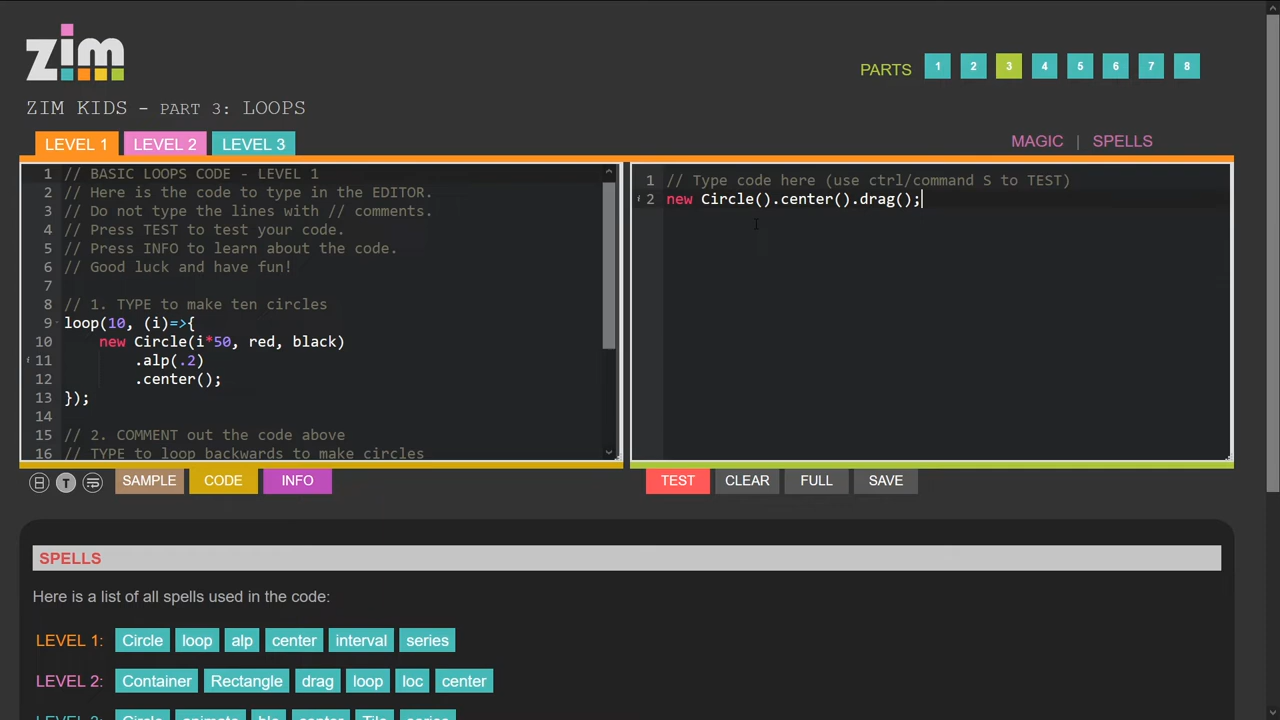 zim
PARTS 1 2 3 4 5 6 7 8
ZIM KIDS - PART 3: LOOPS
LEVEL 1 LEVEL 2 LEVEL 3
MAGIC | SPELLS
1 // BASIC LOOPS CODE - LEVEL 1
2 // Here is the code to type in the EDITOR.
3 // Do not type the lines with // comments.
4 // Press TEST to test your code.
5 // Press INFO to learn about the code.
6 // Good luck and have fun!
7
8 // 1. TYPE to make ten circles
9 loop(10, (i)=>{
10 new Circle(i*50, red, black)
11 .alp(.2)
12 .center();
13 });
14
15 // 2. COMMENT out the code above
16 // TYPE to loop backwards to make circles
1 // Type code here (use ctrl/command S to TEST)
2 new Circle().center().drag();
T SAMPLE CODE INFO
TEST CLEAR FULL SAVE
SPELLS
Here is a list of all spells used in the code:
LEVEL 1: Circle loop alp center interval series
LEVEL 2: Container Rectangle drag loop loc center
LEVEL 3: Circle animate hle center Tile series